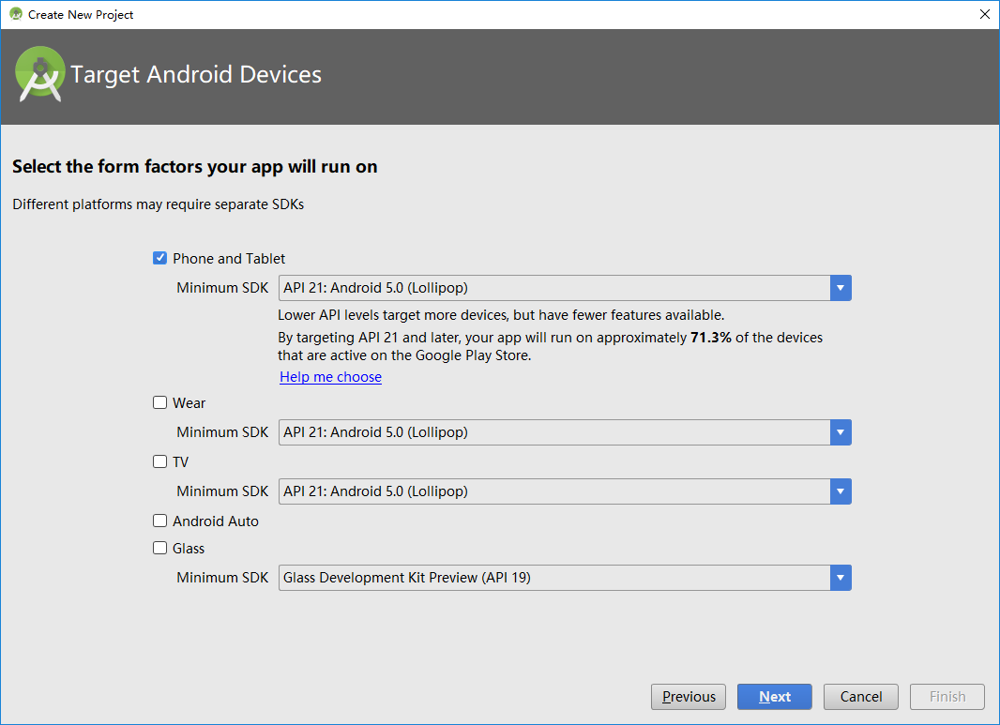 Create New Project
Target Android Devices
Select the form factors your app will run on
Different platforms may require separate SDKs
Phone and Tablet
Minimum SDK API 21: Android 5.0 (Lollipop)
Lower API levels target more devices, but have fewer features available.
By targeting API 21 and later, your app will run on approximately 71.3% of the devices
that are active on the Google Play Store.
Help me choose
Wear
Minimum SDK API 21: Android 5.0 (Lollipop)
TV
Minimum SDK API 21: Android 5.0 (Lollipop)
Android Auto
Glass
Minimum SDK Glass Development Kit Preview (API 19)
Previous Next Cancel Finish